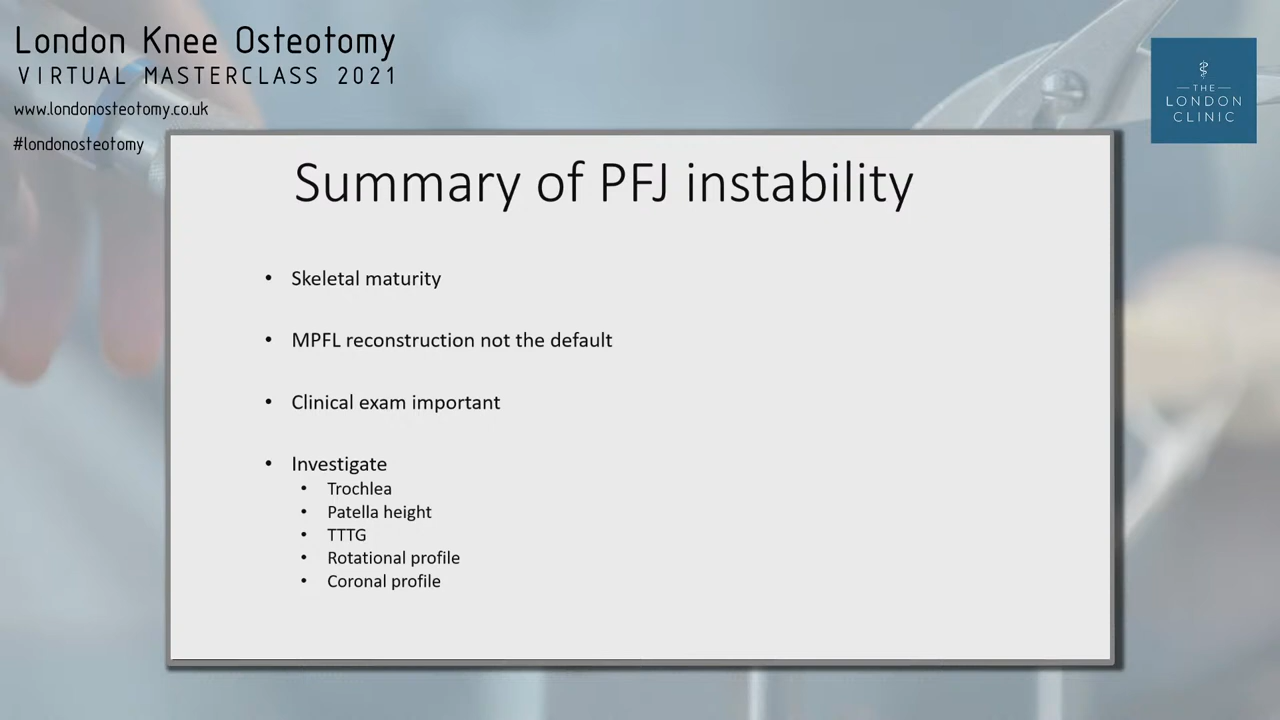 London Knee Osteotomy
VIRTUAL MASTERCLASS 2021
www.londonosteotomy.co.uk
#londonosteotomy
THE
LONDON
CLINIC
Summary of PFJ instability
• Skeletal maturity
• MPFL reconstruction not the default
• Clinical exam important
• Investigate
• Trochlea
• Patella height
• TTTG
• Rotational profile
• Coronal profile